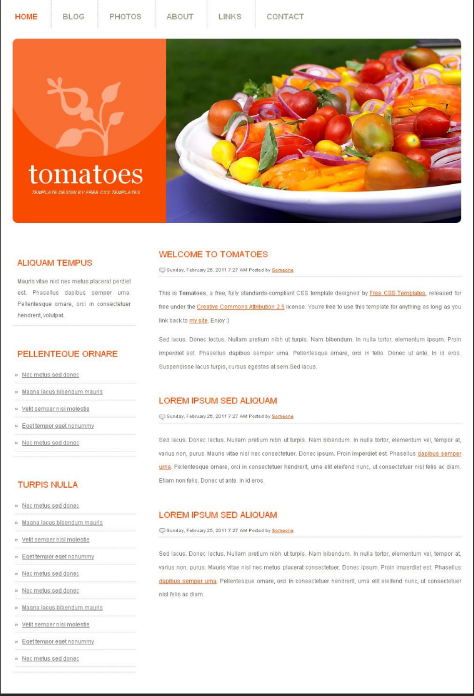 HOME BLOG PHOTOS ABOUT LINKS CONTACT
tomatoes
TEMPLATE DESIGN BY FREE CSS TEMPLATES
ALIQUAM TEMPUS
Mauris vitae nisl nec metus placerat perdiet
est. Phasellus dapibus semper urna.
Pellentesque ornare, orci in consectetuer
hendrerit, volutpat.
PELLENTEQUE ORNARE
» Nec metus sed donec
» Magna lacus bibendum mauris
» Velit semper nisi molestie
» Eget tempor eget nonummy
» Nec metus sed donec
TURPIS NULLA
» Nec metus sed donec
» Magna lacus bibendum mauris
» Velit semper nisi molestie
» Eget tempor eget nonummy
» Nec metus sed donec
» Nec metus sed donec
» Magna lacus bibendum mauris
» Velit semper nisi molestie
» Eget tempor eget nonummy
» Nec metus sed donec
WELCOME TO TOMATOES
Sunday, February 25, 2011 7:27 AM Posted by Someone
This is Tomatoes, a free, fully standards-compliant CSS template designed by Free CSS Templates, released for
free under the Creative Commons Attribution 2.5 license. You're free to use this template for anything as long as you
link back to my site. Enjoy :)
Sed lacus. Donec lectus. Nullam pretium nibh ut turpis. Nam bibendum. In nulla tortor, elementum ipsum. Proin
imperdiet est. Phasellus dapibus semper urna. Pellentesque ornare, orci in felis. Donec ut ante. In id eros.
Suspendisse lacus turpis, cursus egestas at sem.Sed lacus.
LOREM IPSUM SED ALIQUAM
Sunday, February 25, 2011 7:27 AM Posted by Someone
Sed lacus. Donec lectus. Nullam pretium nibh ut turpis. Nam bibendum. In nulla tortor, elementum vel, tempor at,
varius non, purus. Mauris vitae nisl nec consectetuer. Donec ipsum. Proin imperdiet est. Phasellus dapibus semper
urna. Pellentesque ornare, orci in consectetuer hendrerit, urna elit eleifend nunc, ut consectetuer nisl felis ac diam.
Etiam non felis. Donec ut ante. In id eros.
LOREM IPSUM SED ALIQUAM
Sunday, February 25, 2011 7:27 AM Posted by Someone
Sed lacus. Donec lectus. Nullam pretium nibh ut turpis. Nam bibendum. In nulla tortor, elementum vel, tempor at,
varius non, purus. Mauris vitae nisl nec metus placerat consectetuer. Donec ipsum. Proin imperdiet est. Phasellus
dapibus semper urna. Pellentesque ornare, orci in consectetuer hendrerit, urna elit eleifend nunc, ut consectetuer
nisl felis ac diam.